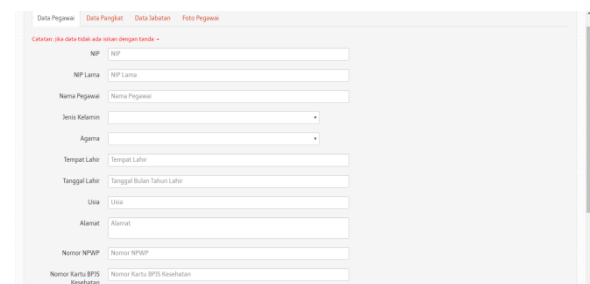 Data Pegawai Data Pangkat Data Jabatan Foto Pegawai
Catatan: Jika data tidak ada isikan dengan tanda: -
NIP NIP
NIP Lama NIP Lama
Nama Pegawai Nama Pegawai
Jenis Kelamin
Agama
Tempat Lahir Tempat Lahir
Tanggal Lahir Tanggal Bulan Tahun Lahir
Usia Usia
Alamat Alamat
Nomor NPWP Nomor NPWP
Nomor Kartu BPJS Nomor Kartu BPJS Kesehatan
Kesehatan